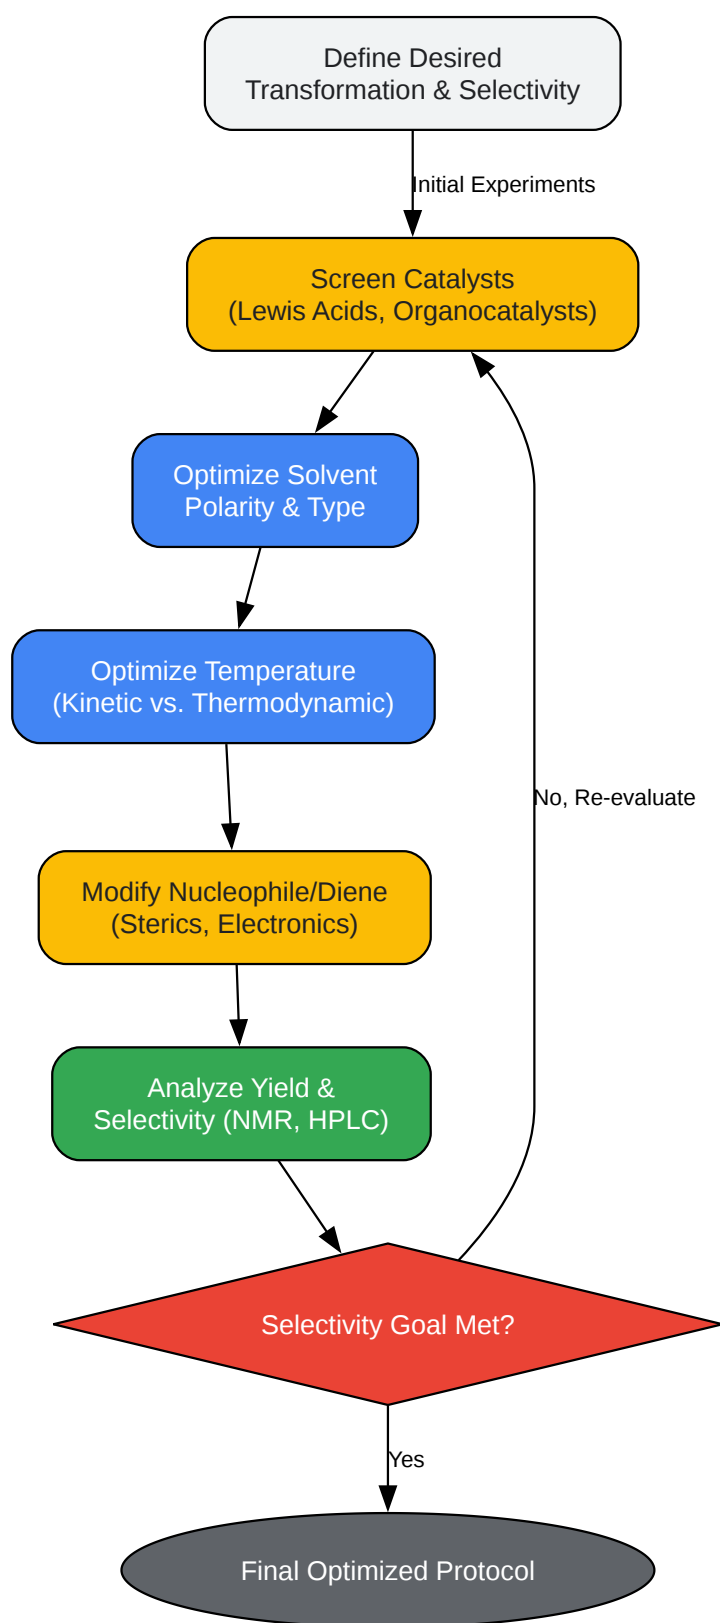 Define Desired
Transformation & Selectivity
Initial Experiments
Screen Catalysts
(Lewis Acids, Organocatalysts)
Optimize Solvent
Polarity & Type
Optimize Temperature
(Kinetic vs. Thermodynamic)
No, Re-evaluate
Modify Nucleophile/Diene
(Sterics, Electronics)
Analyze Yield &
Selectivity (NMR, HPLC)
Selectivity Goal Met?
Yes
Final Optimized Protocol